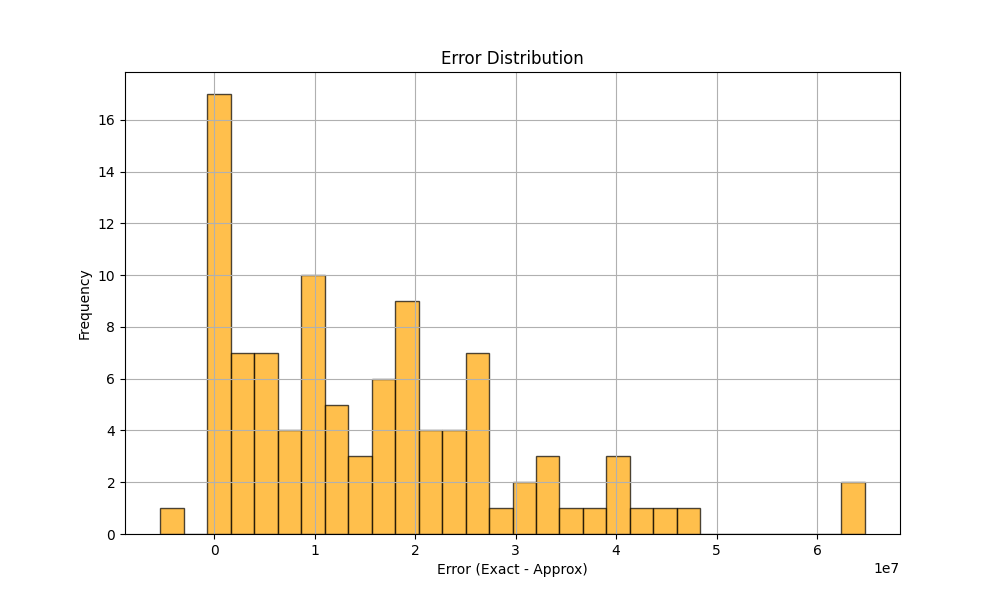 Error Distribution
Frequency
16
14
12
10
8
6
4
2
0
0 1 2 3 4 5 6
1e7
Error (Exact - Approx)